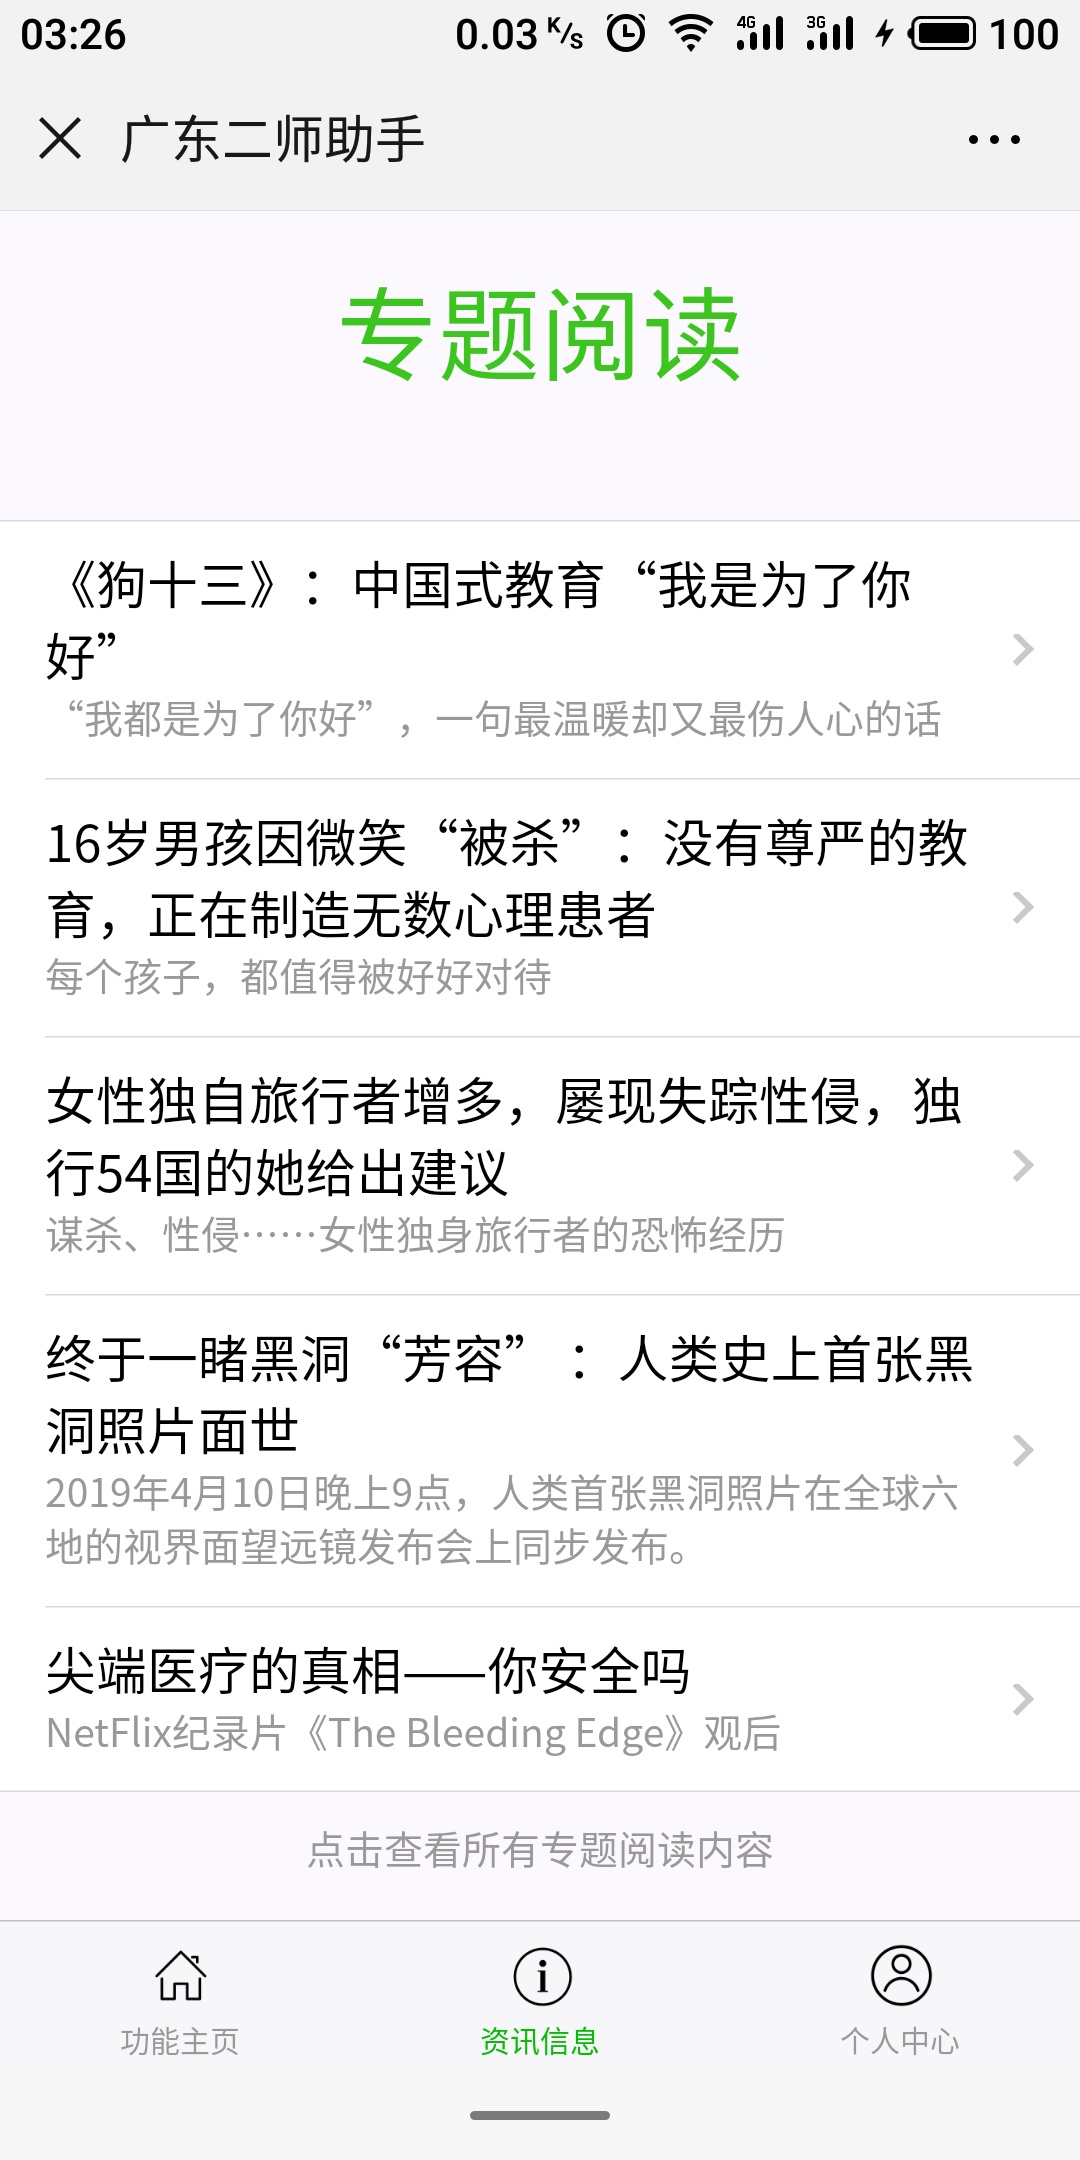 03:26 0.03 K/s 4G 3G 100
广东二师助手
专题阅读
《狗十三》：中国式教育“我是为了你
好”
“我都是为了你好”，一句最温暖却又最伤人心的话
16岁男孩因微笑“被杀”：没有尊严的教
育，正在制造无数心理患者
每个孩子，都值得被好好对待
女性独自旅行者增多，屡现失踪性侵，独
行54国的她给出建议
谋杀、性侵……女性独身旅行者的恐怖经历
终于一睹黑洞“芳容” ：人类史上首张黑
洞照片面世
2019年4月10日晚上9点，人类首张黑洞照片在全球六
地的视界面望远镜发布会上同步发布。
尖端医疗的真相——你安全吗
NetFlix纪录片《The Bleeding Edge》观后
点击查看所有专题阅读内容
功能主页 资讯信息 个人中心